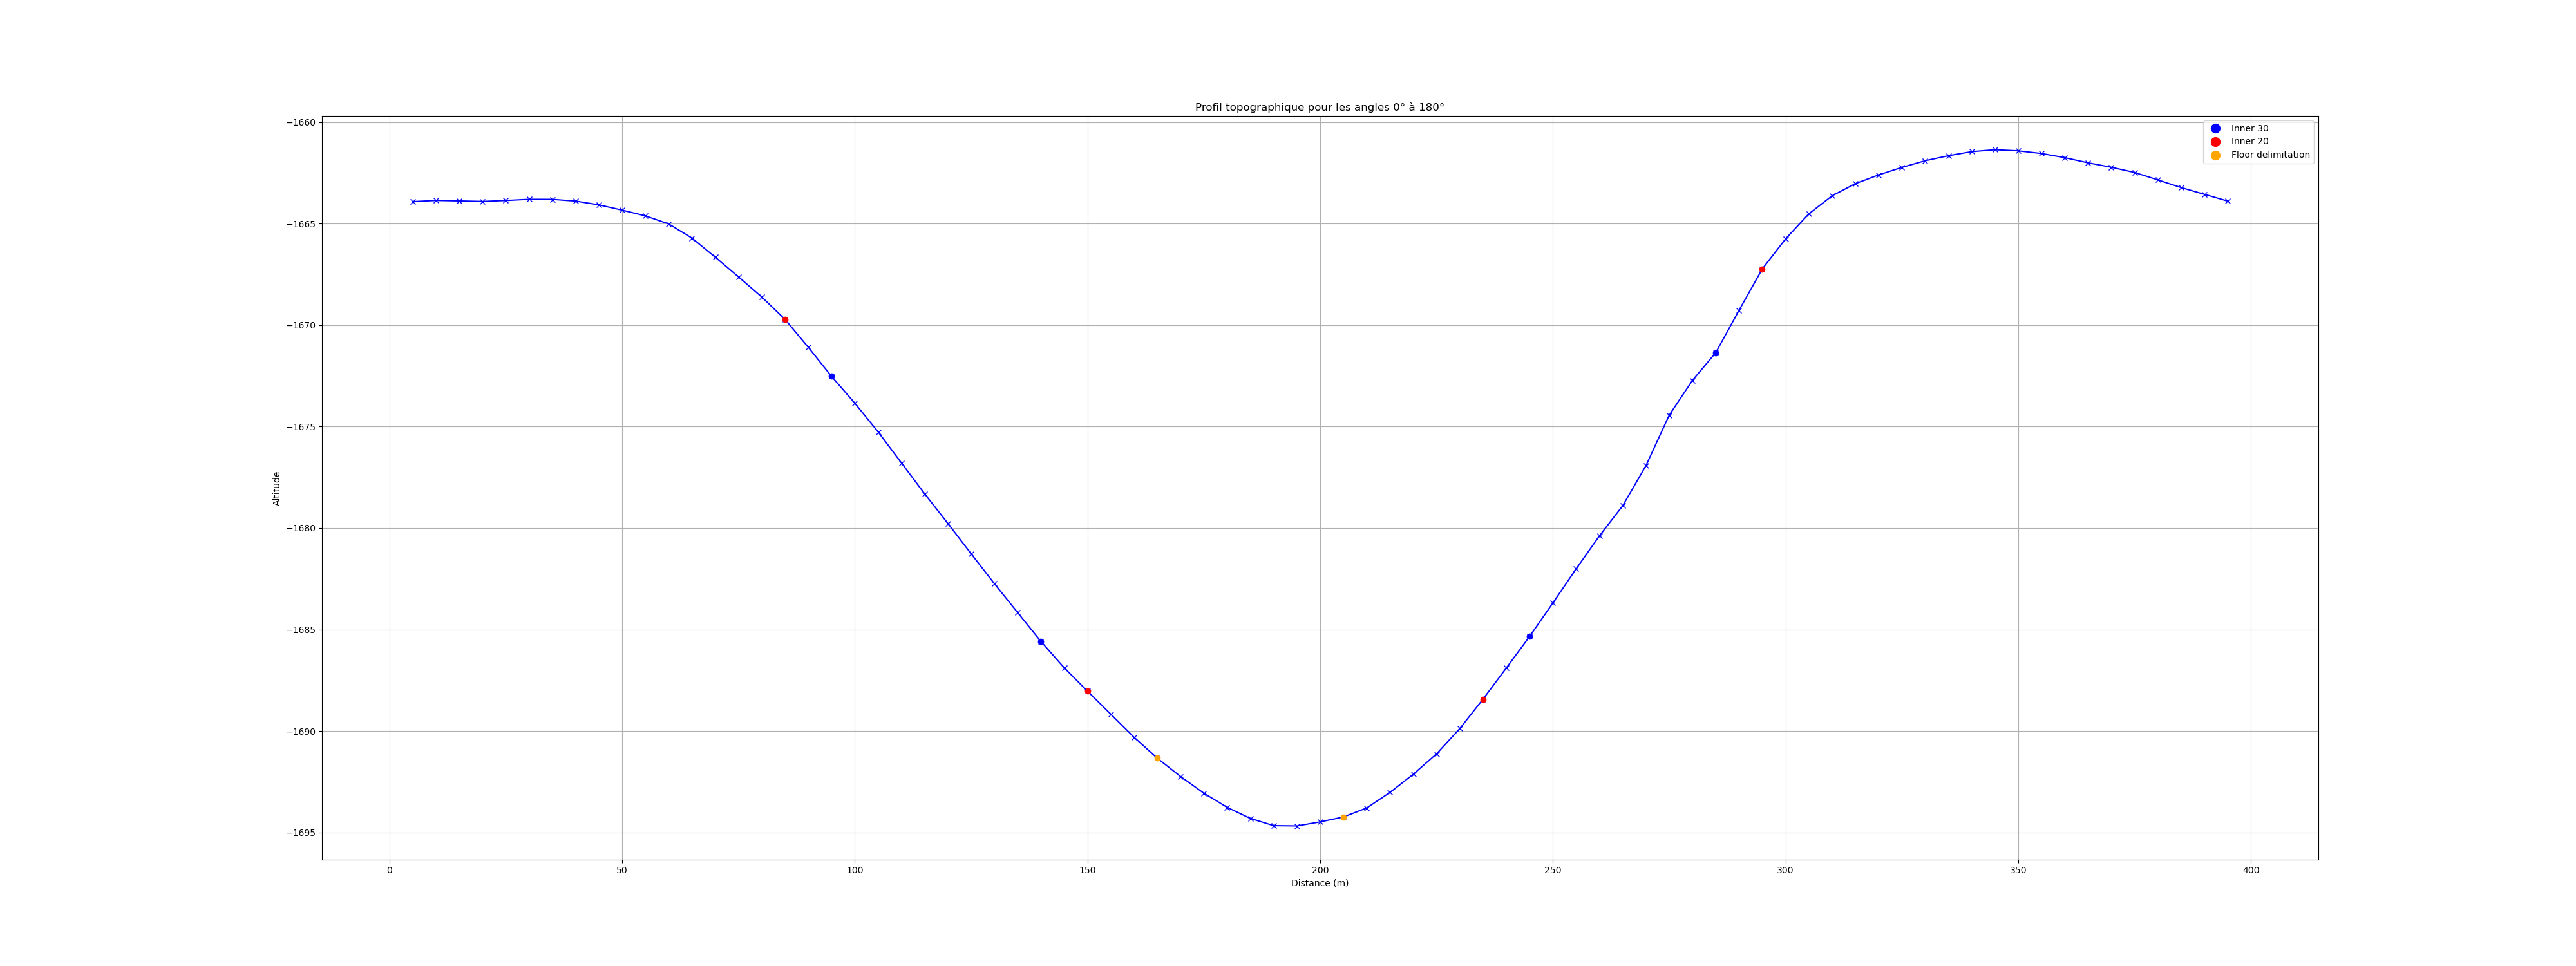 Profil topographique pour les angles 0° à 180°
Inner 30
Inner 20
Floor delimitation
Altitude
−1660
−1665
−1670
−1675
−1680
−1685
−1690
−1695
0 50 100 150 200 250 300 350 400
Distance (m)